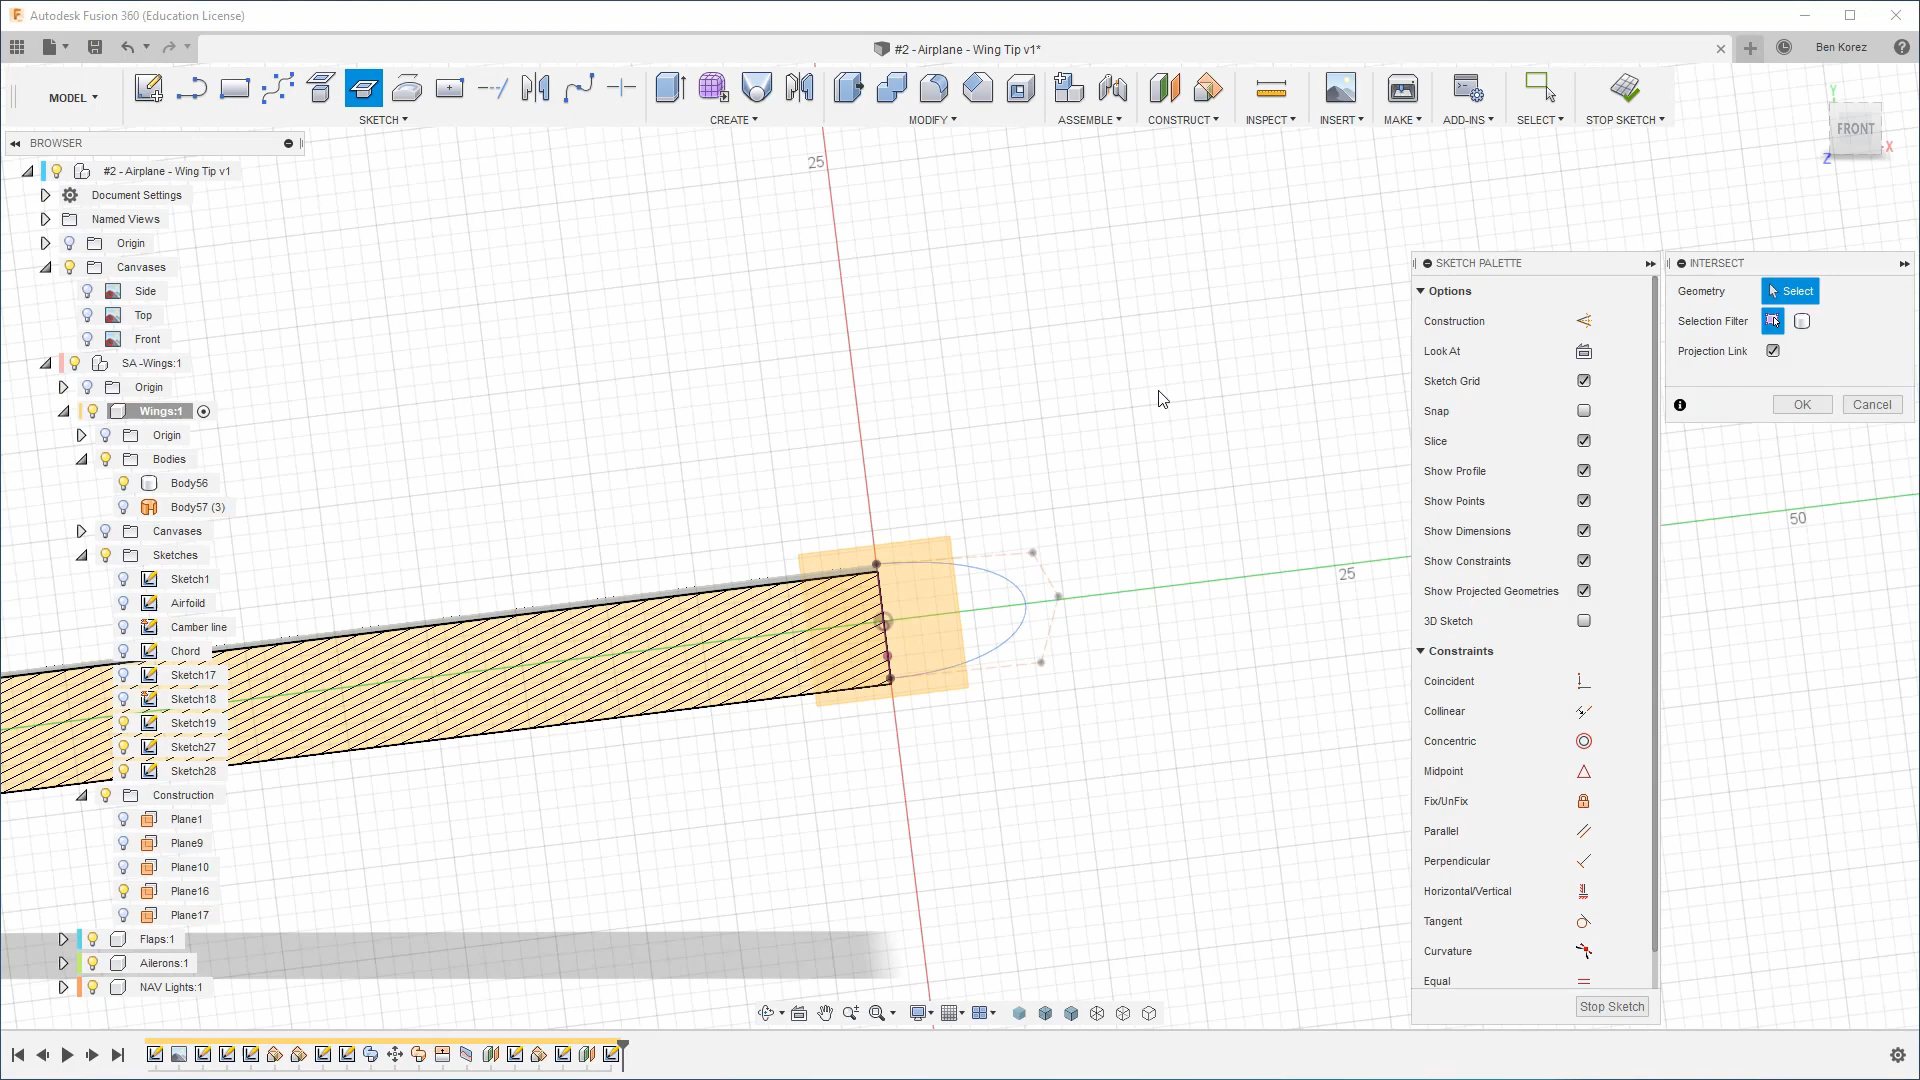 Autodesk Fusion 360 (Education License)
#2 - Airplane - Wing Tip v1*
Ben Korez
MODEL
SKETCH
CREATE
MODIFY
ASSEMBLE
CONSTRUCT
INSPECT
INSERT
MAKE
ADD-INS
SELECT
STOP SKETCH
BROWSER
#2 - Airplane - Wing Tip v1
Document Settings
Named Views
Origin
Canvases
Side
Top
Front
SA -Wings:1
Origin
Wings:1
Origin
Bodies
Body56
Body57 (3)
Canvases
Sketches
Sketch1
Airfoild
Camber line
Chord
Sketch17
Sketch18
Sketch19
Sketch27
Sketch28
Construction
Plane1
Plane9
Plane10
Plane16
Plane17
Flaps:1
Ailerons:1
NAV Lights:1
25
25
50
Y
FRONT
X
Z
SKETCH PALETTE
Options
Construction
Look At
Sketch Grid
Snap
Slice
Show Profile
Show Points
Show Dimensions
Show Constraints
Show Projected Geometries
3D Sketch
Constraints
Coincident
Collinear
Concentric
Midpoint
Fix/UnFix
Parallel
Perpendicular
Horizontal/Vertical
Tangent
Curvature
Equal
Stop Sketch
INTERSECT
Geometry
Select
Selection Filter
Projection Link
OK
Cancel